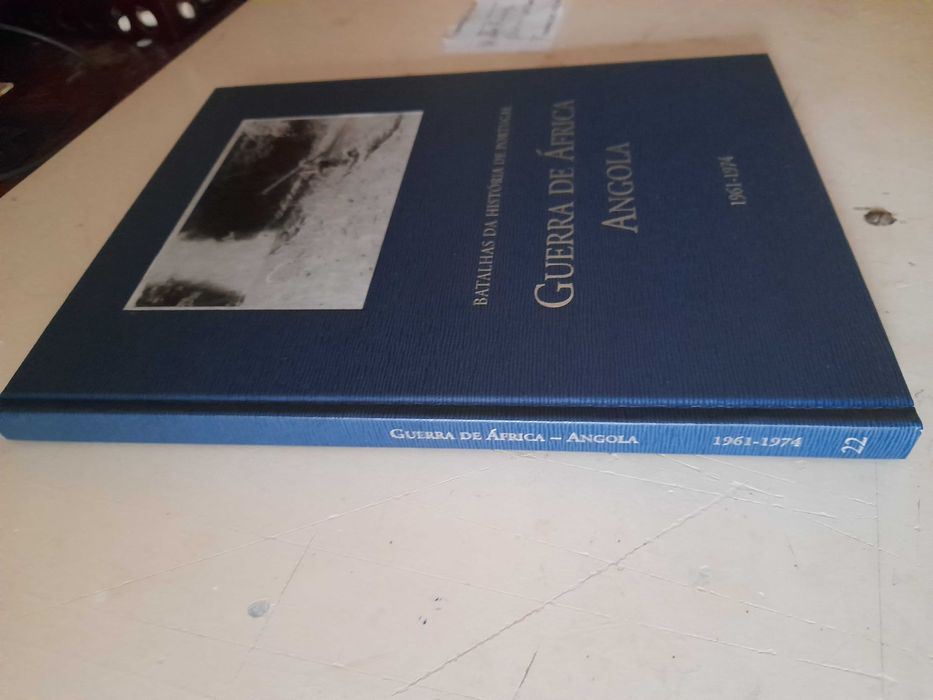 BATALHAS DA HISTÓRIA DE PORTUGAL
GUERRA DE ÁFRICA
ANGOLA
1961-1974
GUERRA DE ÁFRICA – ANGOLA 1961-1974 22